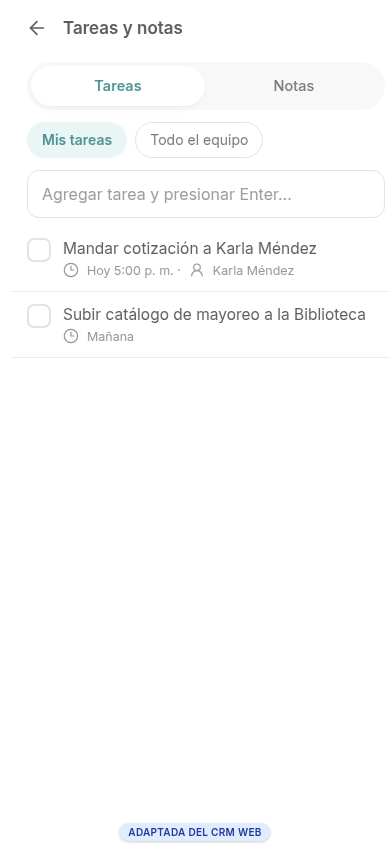 Tareas y notas
Tareas
Notas
Mis tareas
Todo el equipo
Agregar tarea y presionar Enter...
Mandar cotización a Karla Méndez
Hoy 5:00 p. m. · Karla Méndez
Subir catálogo de mayoreo a la Biblioteca
Mañana
ADAPTADA DEL CRM WEB